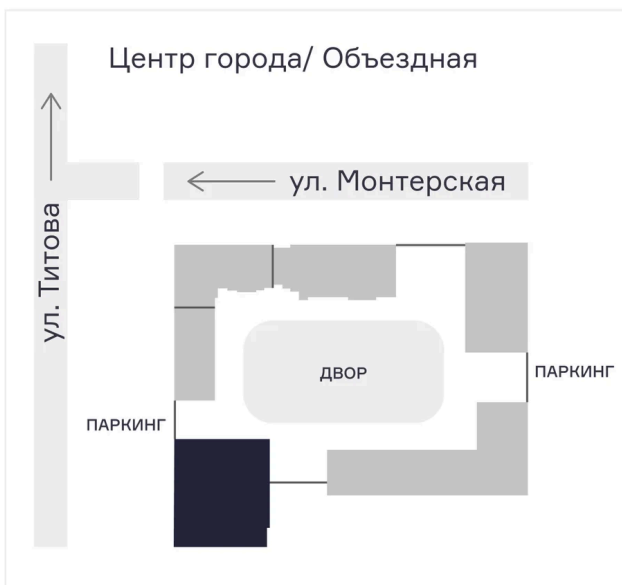 Центр города/ Объездная
ул. Монтерская
ул. Титова
ДВОР
ПАРКИНГ
ПАРКИНГ